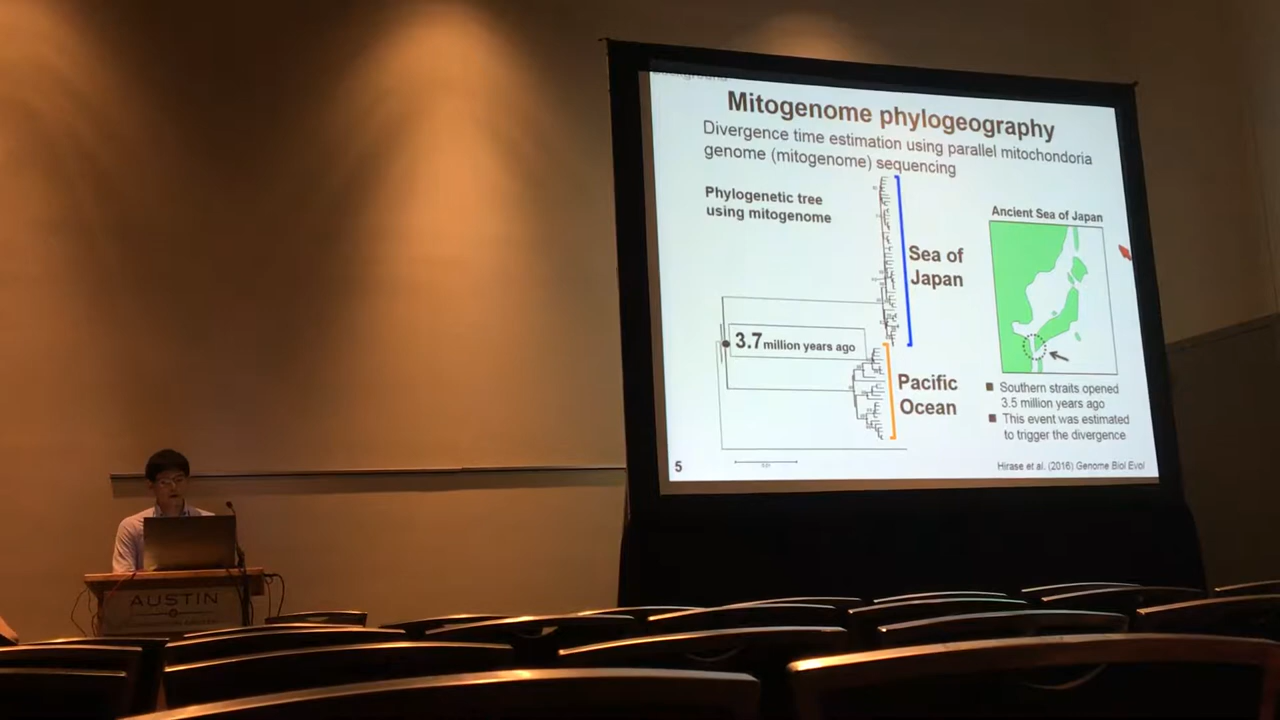 Mitogenome phylogeography
Divergence time estimation using parallel mitochondria
genome (mitogenome) sequencing
Phylogenetic tree
using mitogenome
Sea of
Japan
3.7 million years ago
Pacific
Ocean
Ancient Sea of Japan
■ Southern straits opened
3.5 million years ago
■ This event was estimated
to trigger the divergence
5
Hirase et al. (2016) Genome Biol Evol
AUSTIN